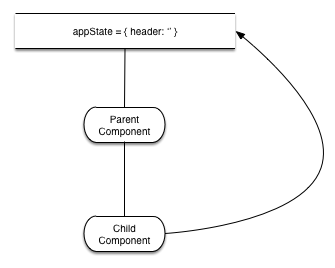 appState = { header: '' }
Parent
Component
Child
Component